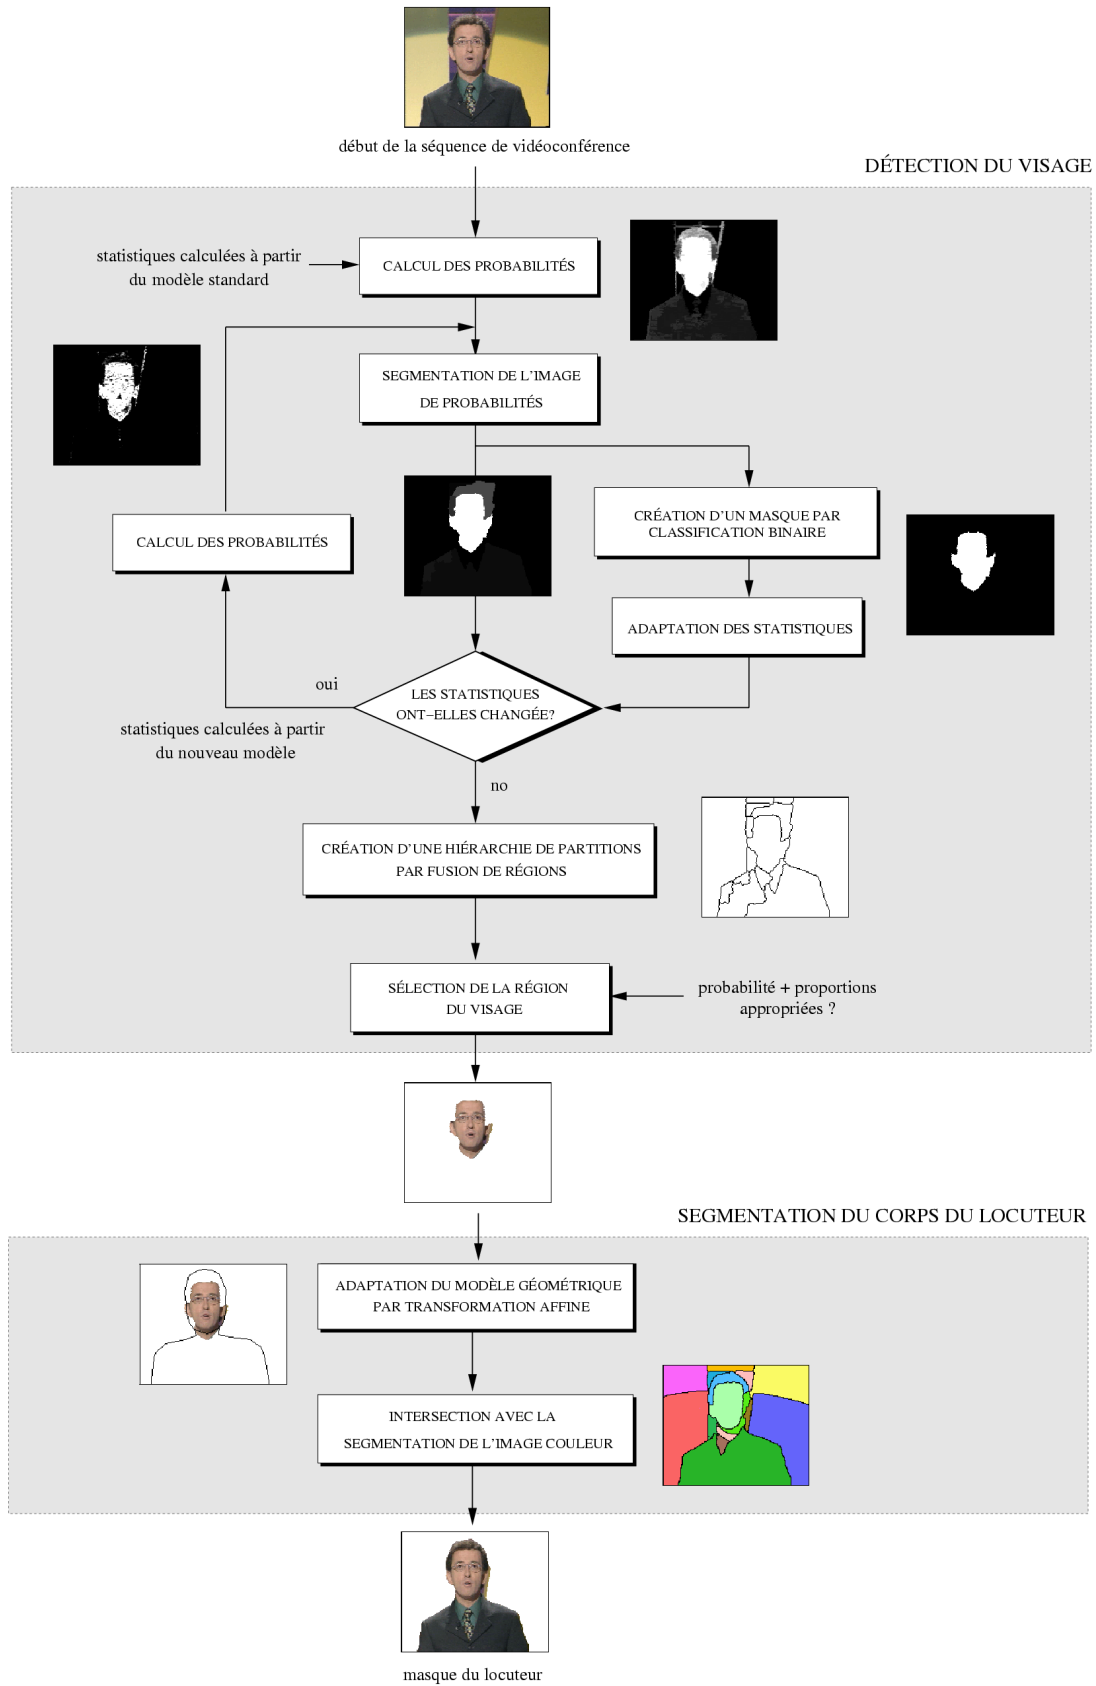 début de la séquence de vidéoconférence
DÉTECTION DU VISAGE
statistiques calculées à partir
du modèle standard
CALCUL DES PROBABILITÉS
SEGMENTATION DE L'IMAGE
DE PROBABILITÉS
CRÉATION D'UN MASQUE PAR
CLASSIFICATION BINAIRE
CALCUL DES PROBABILITÉS
ADAPTATION DES STATISTIQUES
oui
LES STATISTIQUES
ONT−ELLES CHANGÉE?
statistiques calculées à partir
du nouveau modèle
no
CRÉATION D'UNE HIÉRARCHIE DE PARTITIONS
PAR FUSION DE RÉGIONS
SÉLECTION DE LA RÉGION
DU VISAGE
probabilité + proportions
appropriées ?
SEGMENTATION DU CORPS DU LOCUTEUR
ADAPTATION DU MODÈLE GÉOMÉTRIQUE
PAR TRANSFORMATION AFFINE
INTERSECTION AVEC LA
SEGMENTATION DE L'IMAGE COULEUR
masque du locuteur